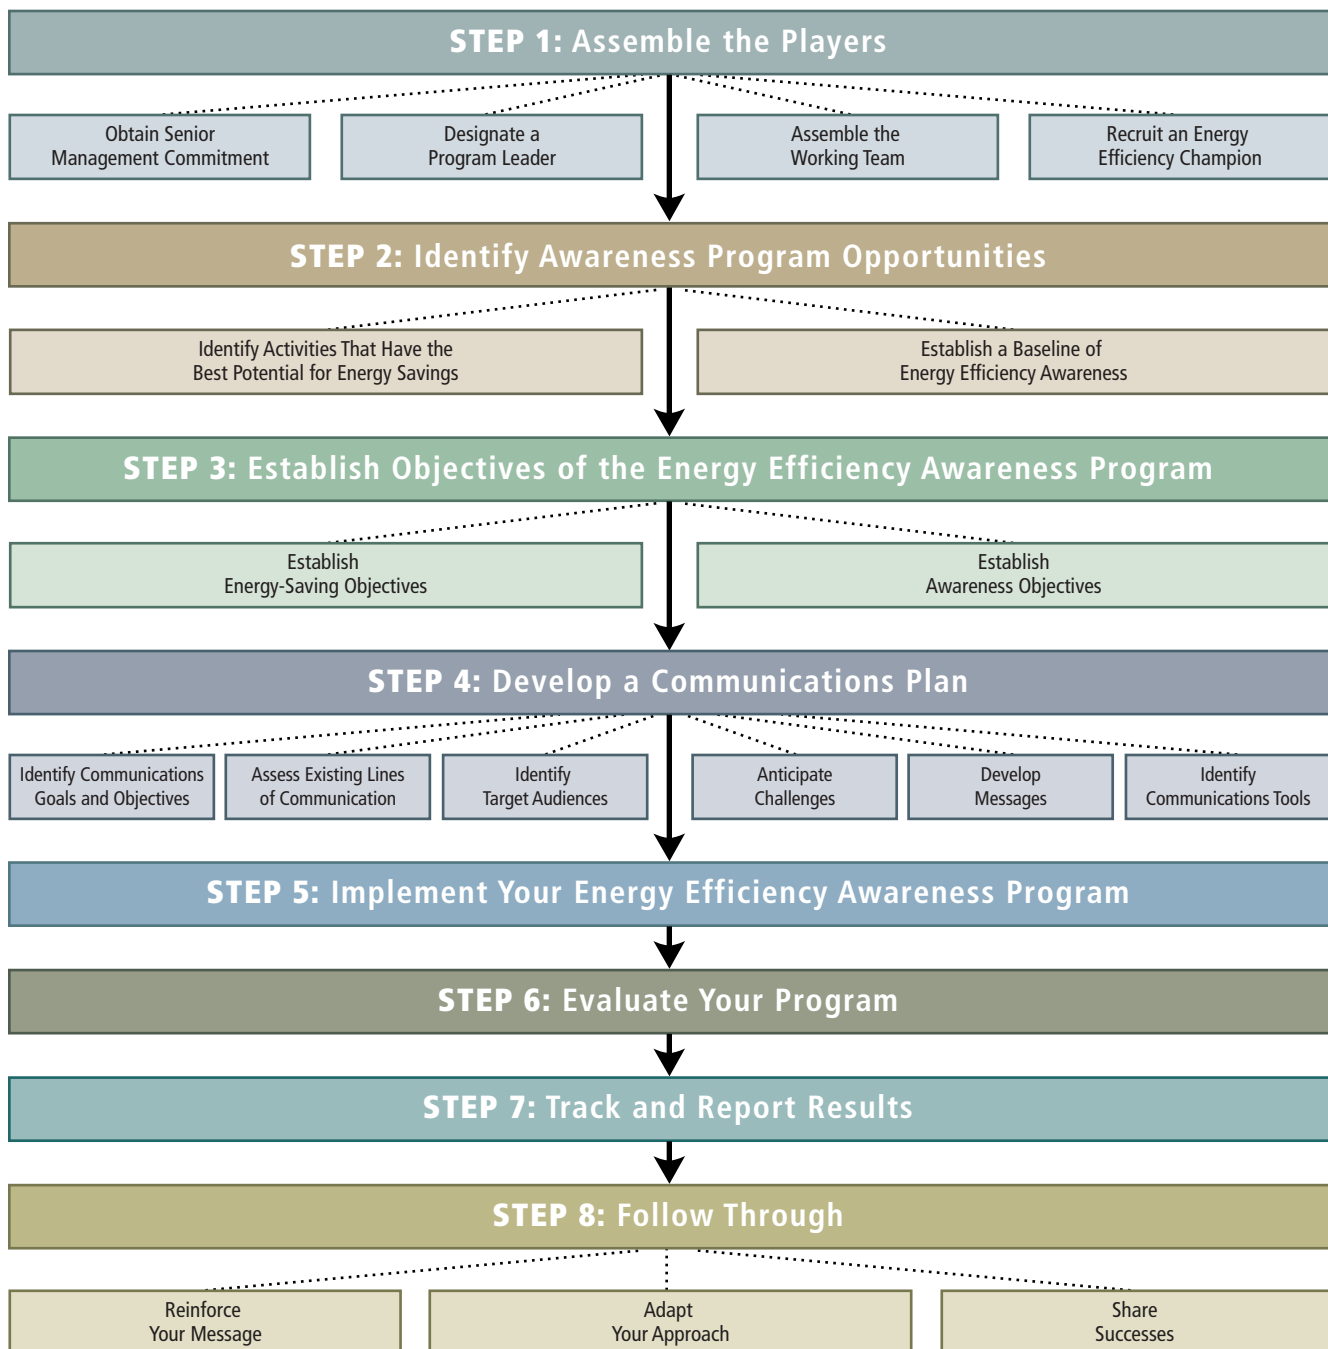 STEP 1: Assemble the Players
Obtain Senior
Management Commitment
Designate a
Program Leader
Assemble the
Working Team
Recruit an Energy
Efficiency Champion
STEP 2: Identify Awareness Program Opportunities
Identify Activities That Have the
Best Potential for Energy Savings
Establish a Baseline of
Energy Efficiency Awareness
STEP 3: Establish Objectives of the Energy Efficiency Awareness Program
Establish
Energy-Saving Objectives
Establish
Awareness Objectives
STEP 4: Develop a Communications Plan
Identify Communications
Goals and Objectives
Assess Existing Lines
of Communication
Identify
Target Audiences
Anticipate
Challenges
Develop
Messages
Identify
Communications Tools
STEP 5: Implement Your Energy Efficiency Awareness Program
STEP 6: Evaluate Your Program
STEP 7: Track and Report Results
STEP 8: Follow Through
Reinforce
Your Message
Adapt
Your Approach
Share
Successes